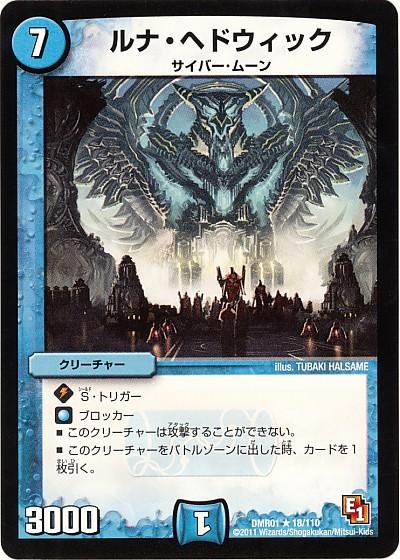 7
ルナ・ヘドウィック
サイバー・ムーン
クリーチャー
illus. TUBAKI HALSAME
S・トリガー
ブロッカー
■ このクリーチャーは攻撃することができない。
■ このクリーチャーをバトルゾーンに出した時、カードを1
枚引く。
3000
1
DMR01 ★ 18/110
©2011 Wizards/Shogakukan/Mitsui-Kids
E1